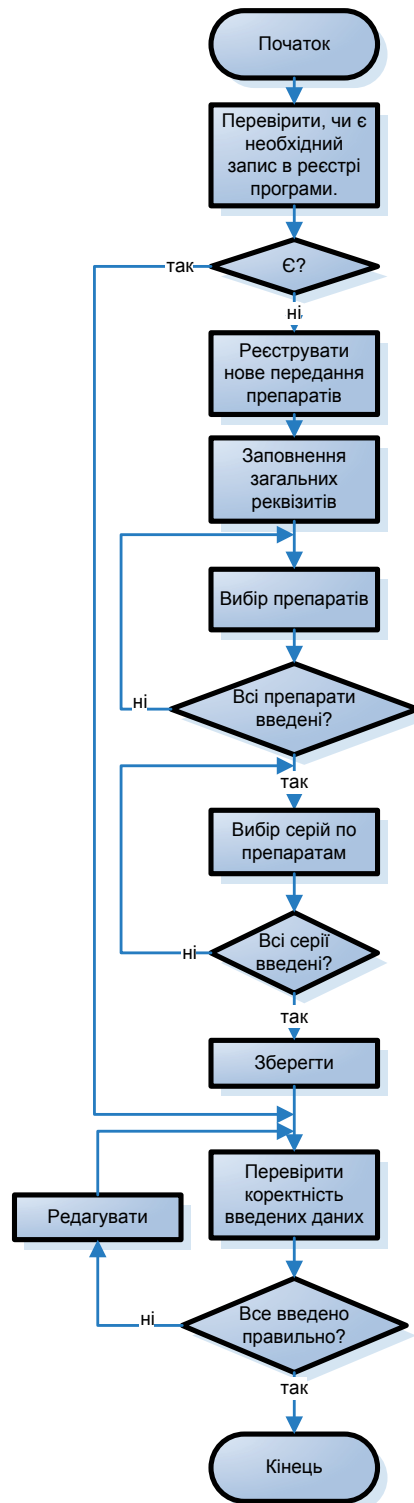 Початок
Перевірити, чи є
необхідний
запис в реєстрі
програми.
так
Є?
ні
Реєструвати
нове передання
препаратів
Заповнення
загальних
реквізитів
Вибір препаратів
ні
Всі препарати
введені?
так
Вибір серій по
препаратам
ні
Всі серії
введені?
так
Зберегти
Перевірити
коректність
введених даних
Редагувати
ні
Все введено
правильно?
так
Кінець